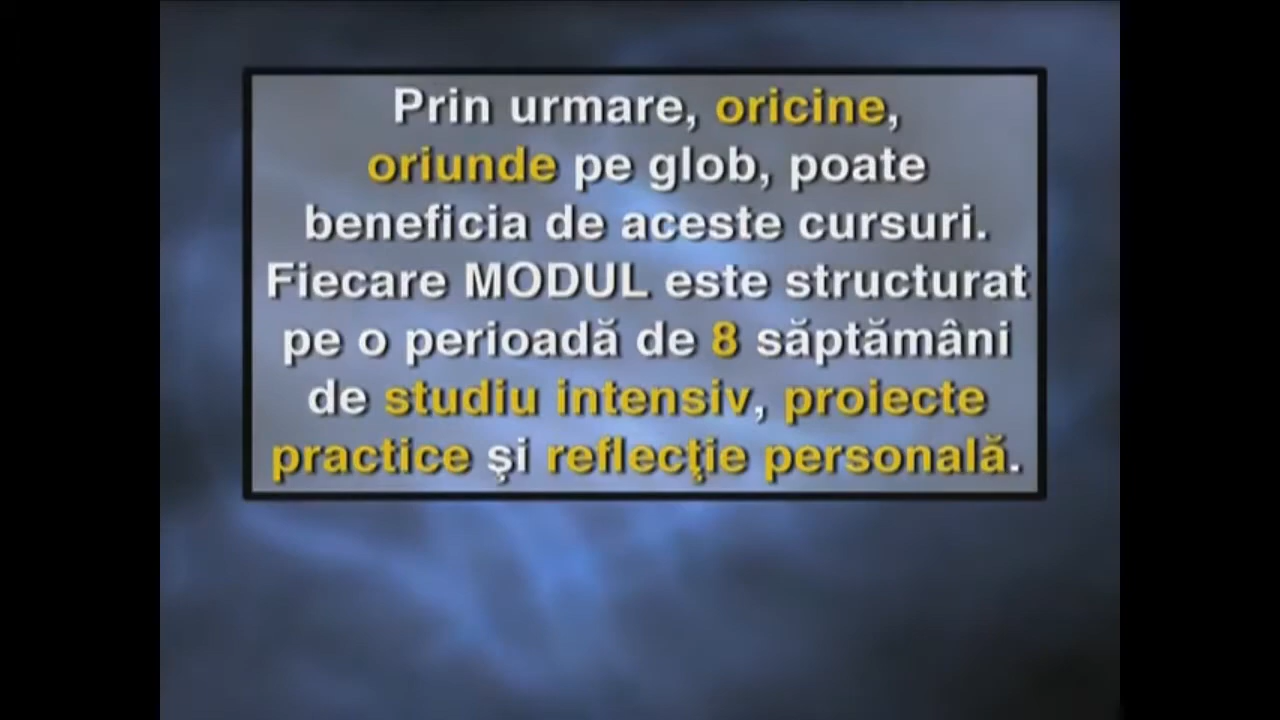 Prin urmare, oricine,
oriunde pe glob, poate
beneficia de aceste cursuri.
Fiecare MODUL este structurat
pe o perioadă de 8 săptămâni
de studiu intensiv, proiecte
practice şi reflecţie personală.